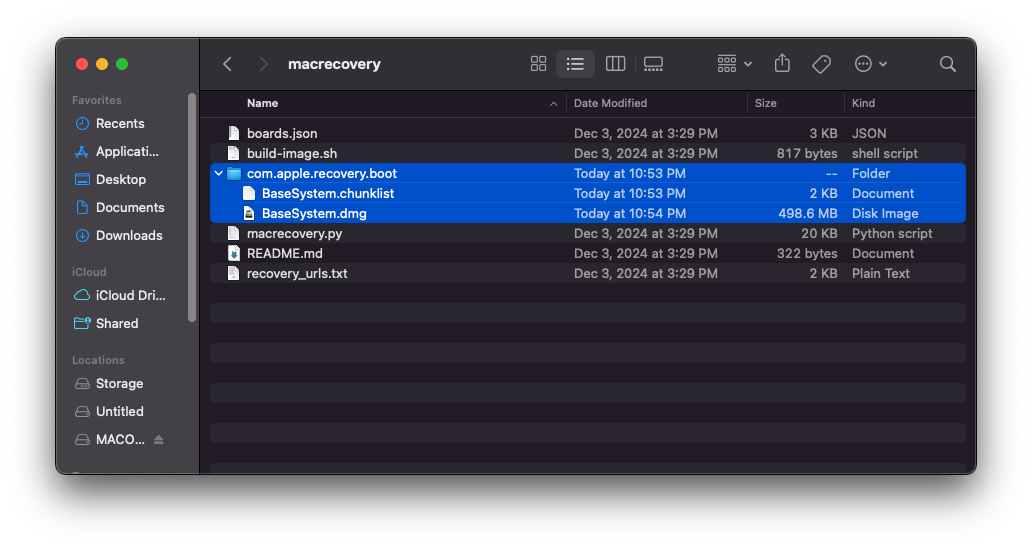 macrecovery
Favorites
Recents
Applicati...
Desktop
Documents
Downloads
iCloud
iCloud Dri...
Shared
Locations
Storage
Untitled
MACO...
Name Date Modified Size Kind
boards.json Dec 3, 2024 at 3:29 PM 3 KB JSON
build-image.sh Dec 3, 2024 at 3:29 PM 817 bytes shell script
com.apple.recovery.boot Today at 10:53 PM -- Folder
BaseSystem.chunklist Today at 10:53 PM 2 KB Document
BaseSystem.dmg Today at 10:54 PM 498.6 MB Disk Image
macrecovery.py Dec 3, 2024 at 3:29 PM 20 KB Python script
README.md Dec 3, 2024 at 3:29 PM 322 bytes Document
recovery_urls.txt Dec 3, 2024 at 3:29 PM 2 KB Plain Text